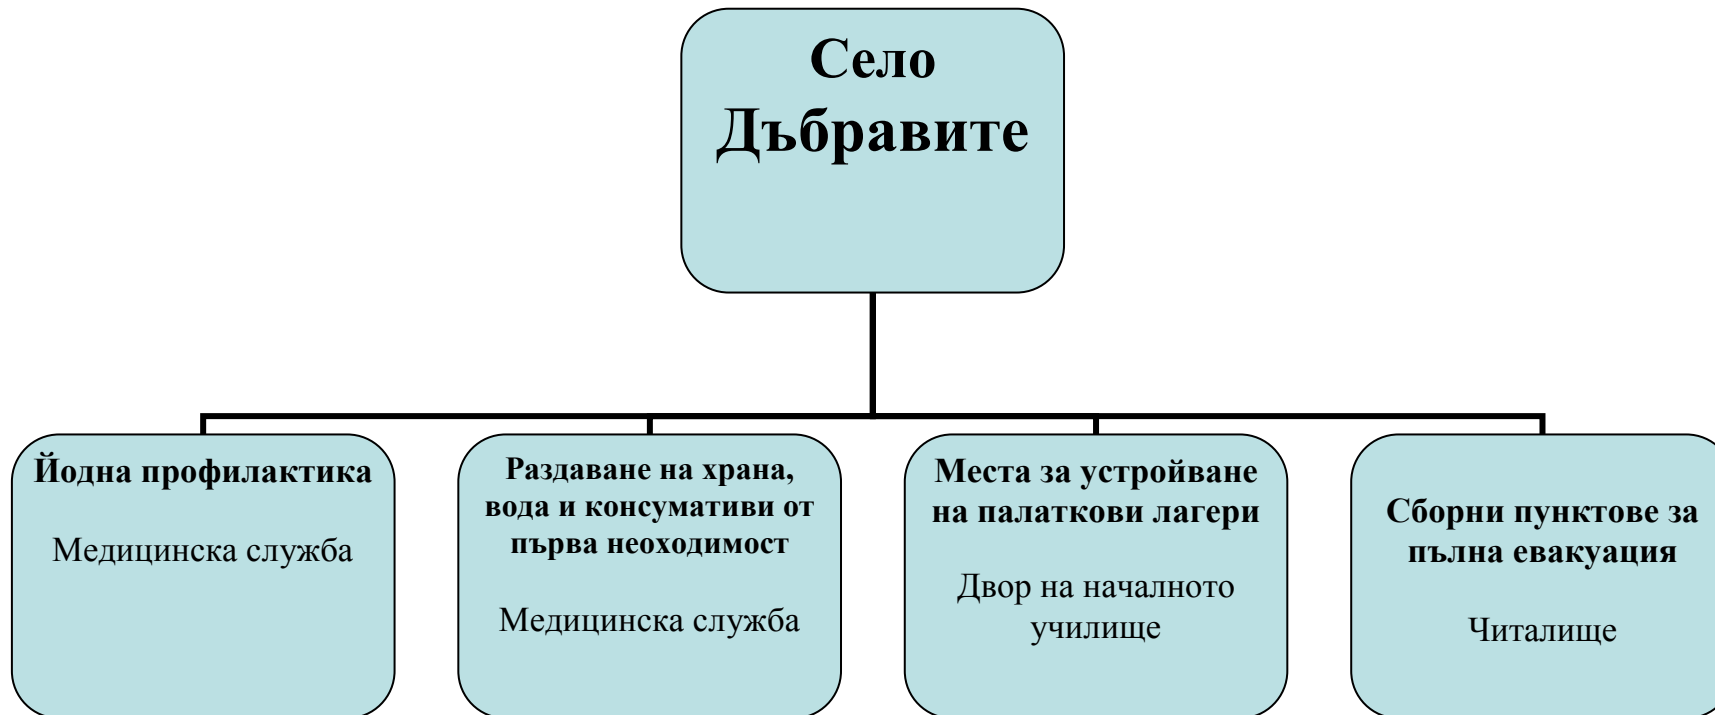 Село
Дъбравите
Йодна профилактика
Медицинска служба
Раздаване на храна,
вода и консумативи от
първа неоходимост
Медицинска служба
Места за устройване
на палаткови лагери
Двор на началното
училище
Сборни пунктове за
пълна евакуация
Читалище